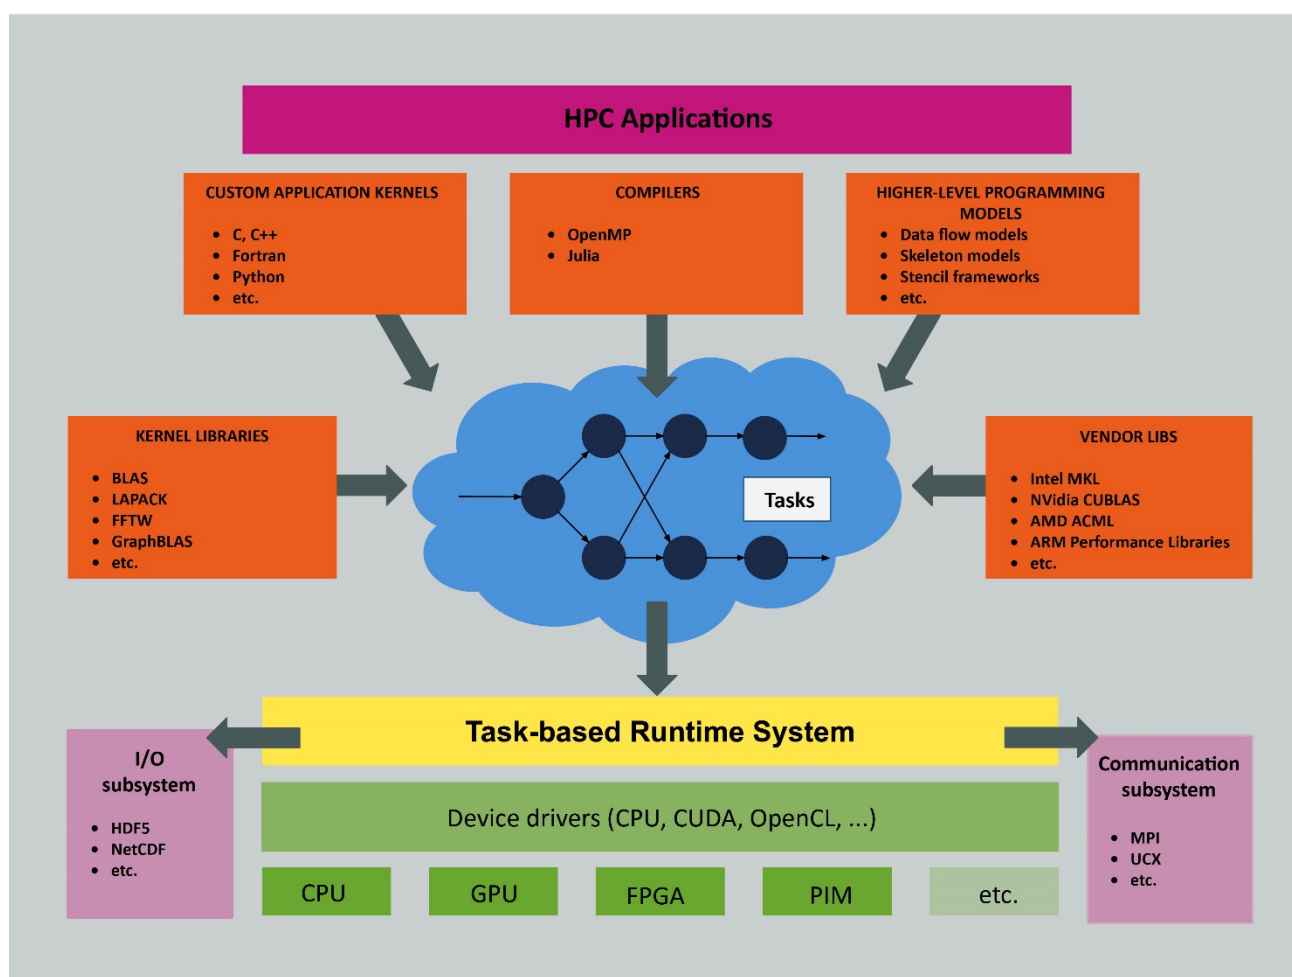 HPC Applications
CUSTOM APPLICATION KERNELS
• C, C++
• Fortran
• Python
• etc.
COMPILERS
• OpenMP
• Julia
HIGHER-LEVEL PROGRAMMING
MODELS
• Data flow models
• Skeleton models
• Stencil frameworks
• etc.
KERNEL LIBRARIES
• BLAS
• LAPACK
• FFTW
• GraphBLAS
• etc.
Tasks
VENDOR LIBS
• Intel MKL
• NVidia CUBLAS
• AMD ACML
• ARM Performance Libraries
• etc.
Task-based Runtime System
I/O
subsystem
• HDF5
• NetCDF
• etc.
Device drivers (CPU, CUDA, OpenCL, ...)
CPU
GPU
FPGA
PIM
etc.
Communication
subsystem
• MPI
• UCX
• etc.